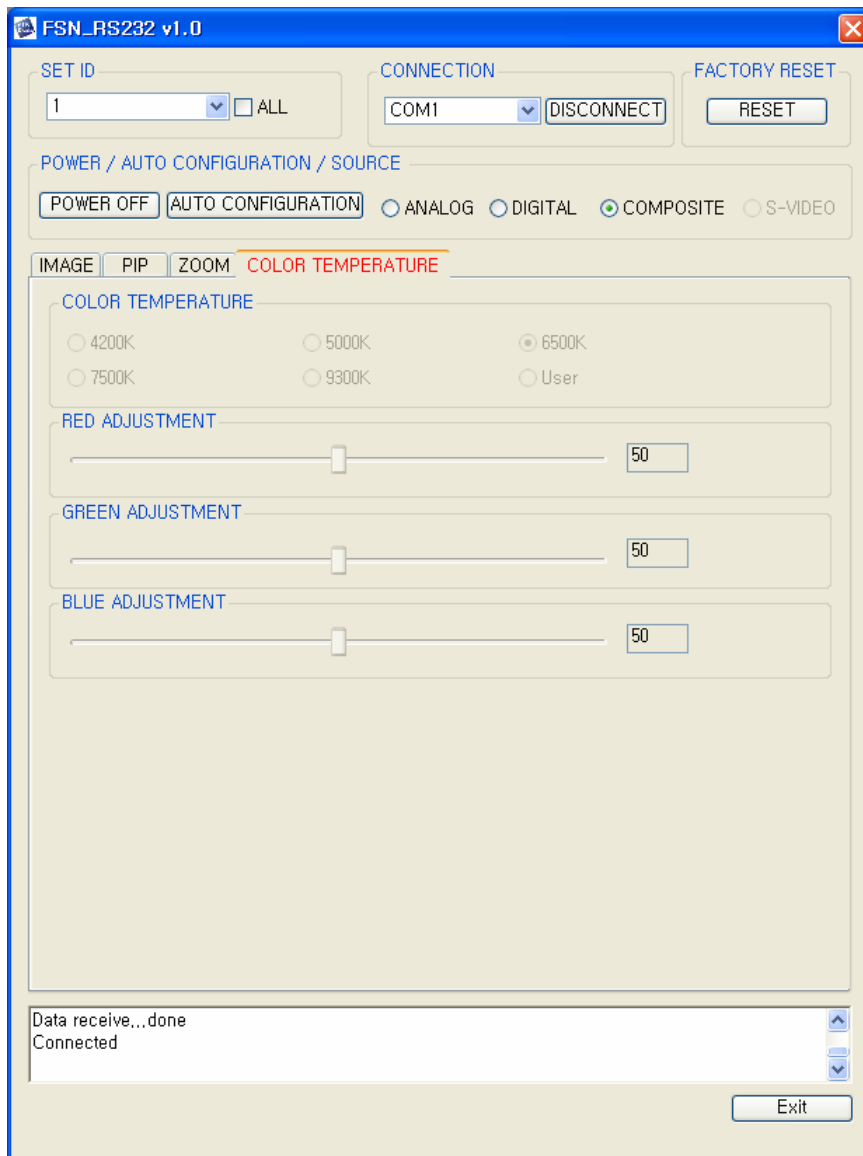 FSN_RS232 v1.0
SET ID
CONNECTION
FACTORY RESET
1
ALL
COM1
DISCONNECT
RESET
POWER / AUTO CONFIGURATION / SOURCE
POWER OFF
AUTO CONFIGURATION
ANALOG
DIGITAL
COMPOSITE
S-VIDEO
IMAGE
PIP
ZOOM
COLOR TEMPERATURE
COLOR TEMPERATURE
4200K
5000K
6500K
7500K
9300K
User
RED ADJUSTMENT
50
GREEN ADJUSTMENT
50
BLUE ADJUSTMENT
50
Data receive,,,done
Connected
Exit